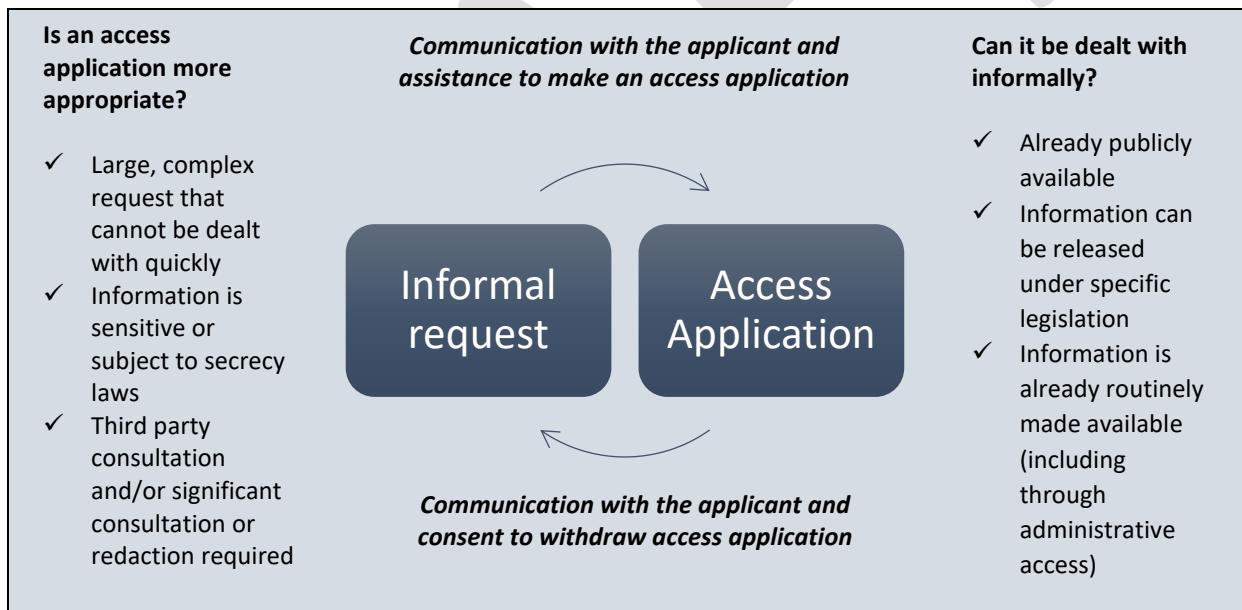 Is an access
application more
appropriate?
✓ Large, complex
request that
cannot be dealt
with quickly
✓ Information is
sensitive or
subject to secrecy
laws
✓ Third party
consultation
and/or significant
consultation or
redaction required
Communication with the applicant and
assistance to make an access application
Informal
request
Access
Application
Communication with the applicant and
consent to withdraw access application
Can it be dealt with
informally?
✓ Already publicly
available
✓ Information can
be released
under specific
legislation
✓ Information is
already routinely
made available
(including
through
administrative
access)